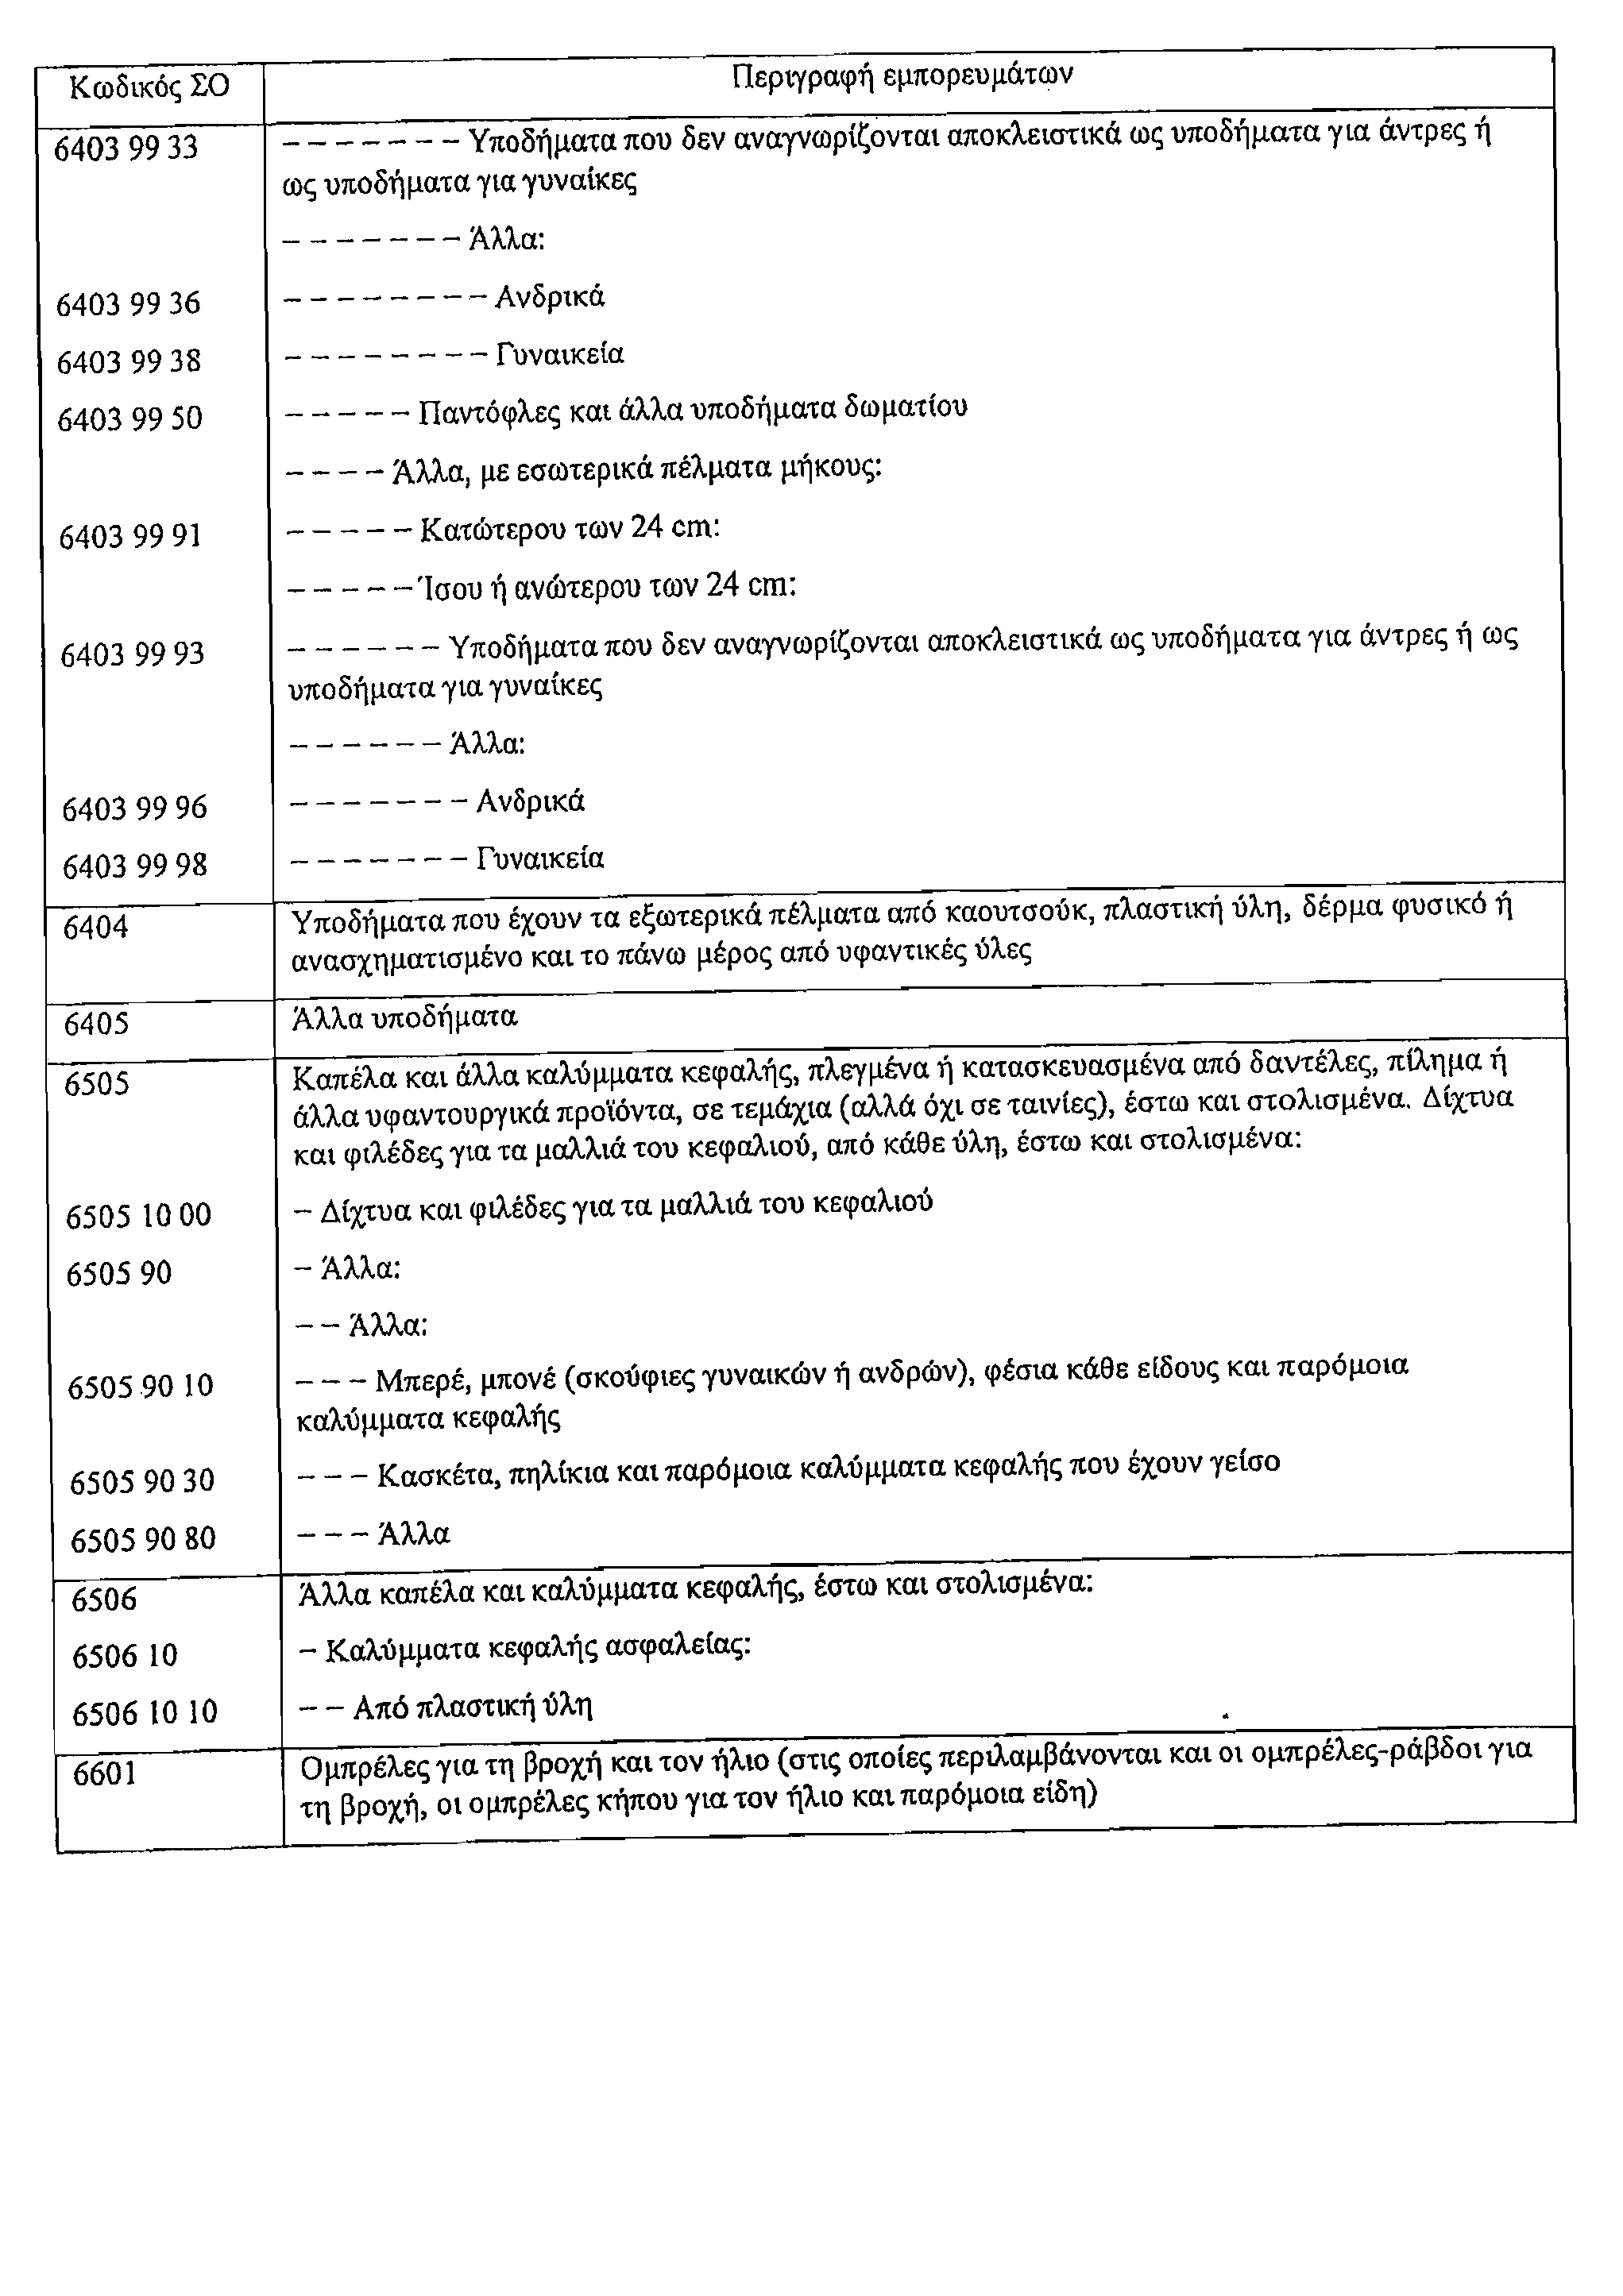 Κωδικός ΣΟ Περιγραφή εμπορευμάτων
6403 99 33 – – – – – – – Υποδήματα που δεν αναγνωρίζονται αποκλειστικά ως υποδήματα για άντρες ή
ως υποδήματα για γυναίκες
– – – – – – – Άλλα:
6403 99 36 – – – – – – – – Ανδρικά
6403 99 38 – – – – – – – – Γυναικεία
6403 99 50 – – – – – Παντόφλες και άλλα υποδήματα δωματίου
– – – – Άλλα, με εσωτερικά πέλματα μήκους:
6403 99 91 – – – – – Κατώτερου των 24 cm:
– – – – – Ίσου ή ανώτερου των 24 cm:
6403 99 93 – – – – – – Υποδήματα που δεν αναγνωρίζονται αποκλειστικά ως υποδήματα για άντρες ή ως
υποδήματα για γυναίκες
– – – – – – Άλλα:
6403 99 96 – – – – – – – Ανδρικά
6403 99 98 – – – – – – – Γυναικεία
6404 Υποδήματα που έχουν τα εξωτερικά πέλματα από καουτσούκ, πλαστική ύλη, δέρμα φυσικό ή
ανασχηματισμένο και το πάνω μέρος από υφαντικές ύλες
6405 Άλλα υποδήματα
6505 Καπέλα και άλλα καλύμματα κεφαλής, πλεγμένα ή κατασκευασμένα από δαντέλες, πίλημα ή
άλλα υφαντουργικά προϊόντα, σε τεμάχια (αλλά όχι σε ταινίες), έστω και στολισμένα. Δίχτυα
και φιλέδες για τα μαλλιά του κεφαλιού, από κάθε ύλη, έστω και στολισμένα:
6505 10 00 – Δίχτυα και φιλέδες για τα μαλλιά του κεφαλιού
6505 90 – Άλλα:
– – Άλλα:
6505 90 10 – – – Μπερέ, μπονέ (σκούφιες γυναικών ή ανδρών), φέσια κάθε είδους και παρόμοια
καλύμματα κεφαλής
6505 90 30 – – – Κασκέτα, πηλίκια και παρόμοια καλύμματα κεφαλής που έχουν γείσο
6505 90 80 – – – Άλλα
6506 Άλλα καπέλα και καλύμματα κεφαλής, έστω και στολισμένα:
6506 10 – Καλύμματα κεφαλής ασφαλείας:
6506 10 10 – – Από πλαστική ύλη
6601 Ομπρέλες για τη βροχή και τον ήλιο (στις οποίες περιλαμβάνονται και οι ομπρέλες-ράβδοι για
τη βροχή, οι ομπρέλες κήπου για τον ήλιο και παρόμοια είδη)